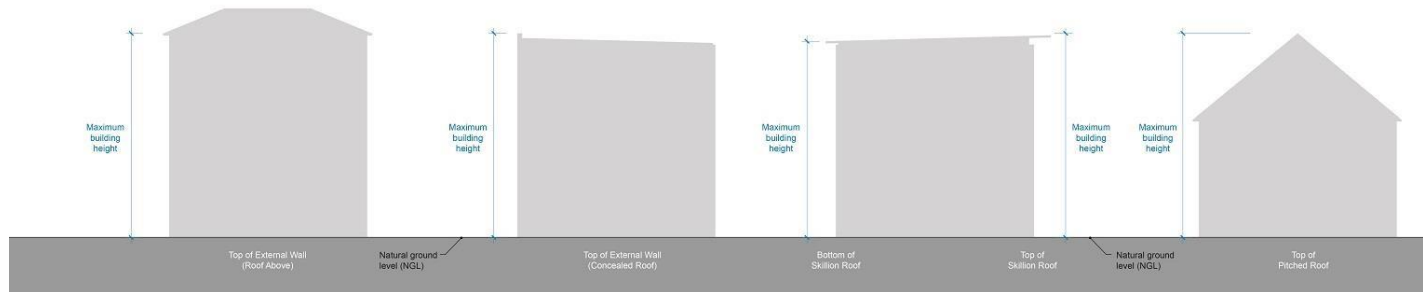 Maximum
building
height
Maximum
building
height
Maximum
building
height
Maximum
building
height
Maximum
building
height
Top of External Wall
(Roof Above)
Natural ground
level (NGL)
Top of External Wall
(Concealed Roof)
Bottom of
Skillion Roof
Top of
Skillion Roof
Natural ground
level (NGL)
Top of
Pitched Roof